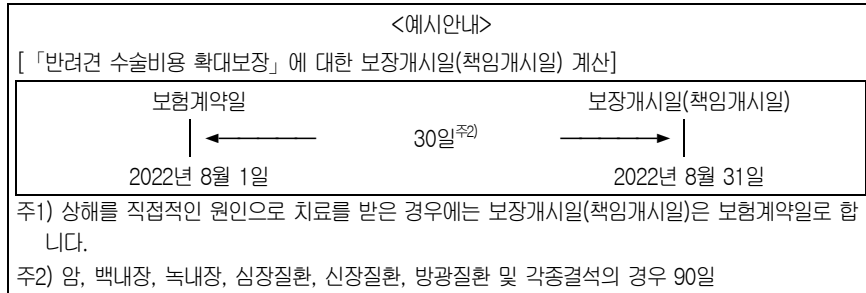 <예시안내>
[「반려견 수술비용 확대보장」에 대한 보장개시일(책임개시일) 계산]
보험계약일 보장개시일(책임개시일)
30일주2)
2022년 8월 1일 2022년 8월 31일
주1) 상해를 직접적인 원인으로 치료를 받은 경우에는 보장개시일(책임개시일)은 보험계약일로 합
니다.
주2) 암, 백내장, 녹내장, 심장질환, 신장질환, 방광질환 및 각종결석의 경우 90일